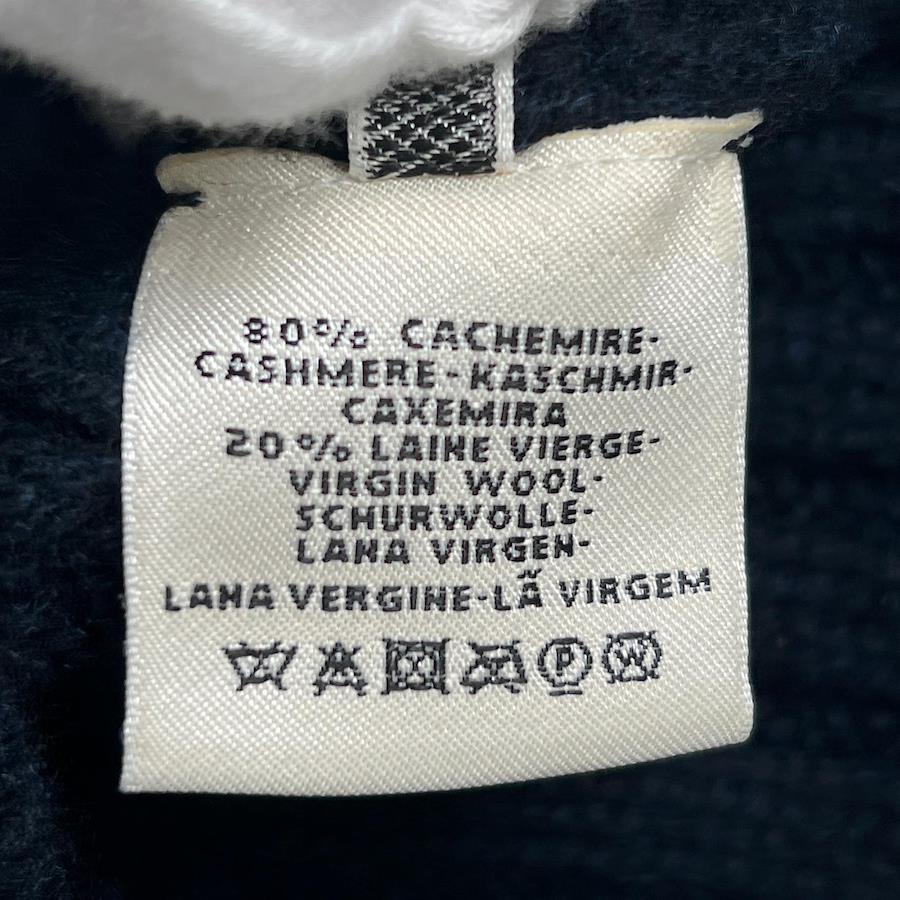 80% CACHEMIRE-
CASHMERE-KASCHMIR-
CAXEMIRA
20% LAINE VIERGE-
VIRGIN WOOL-
SCHURWOLLE-
LANA VIRGEN-
LANA VERGINE-LÃ VIRGEM
P W